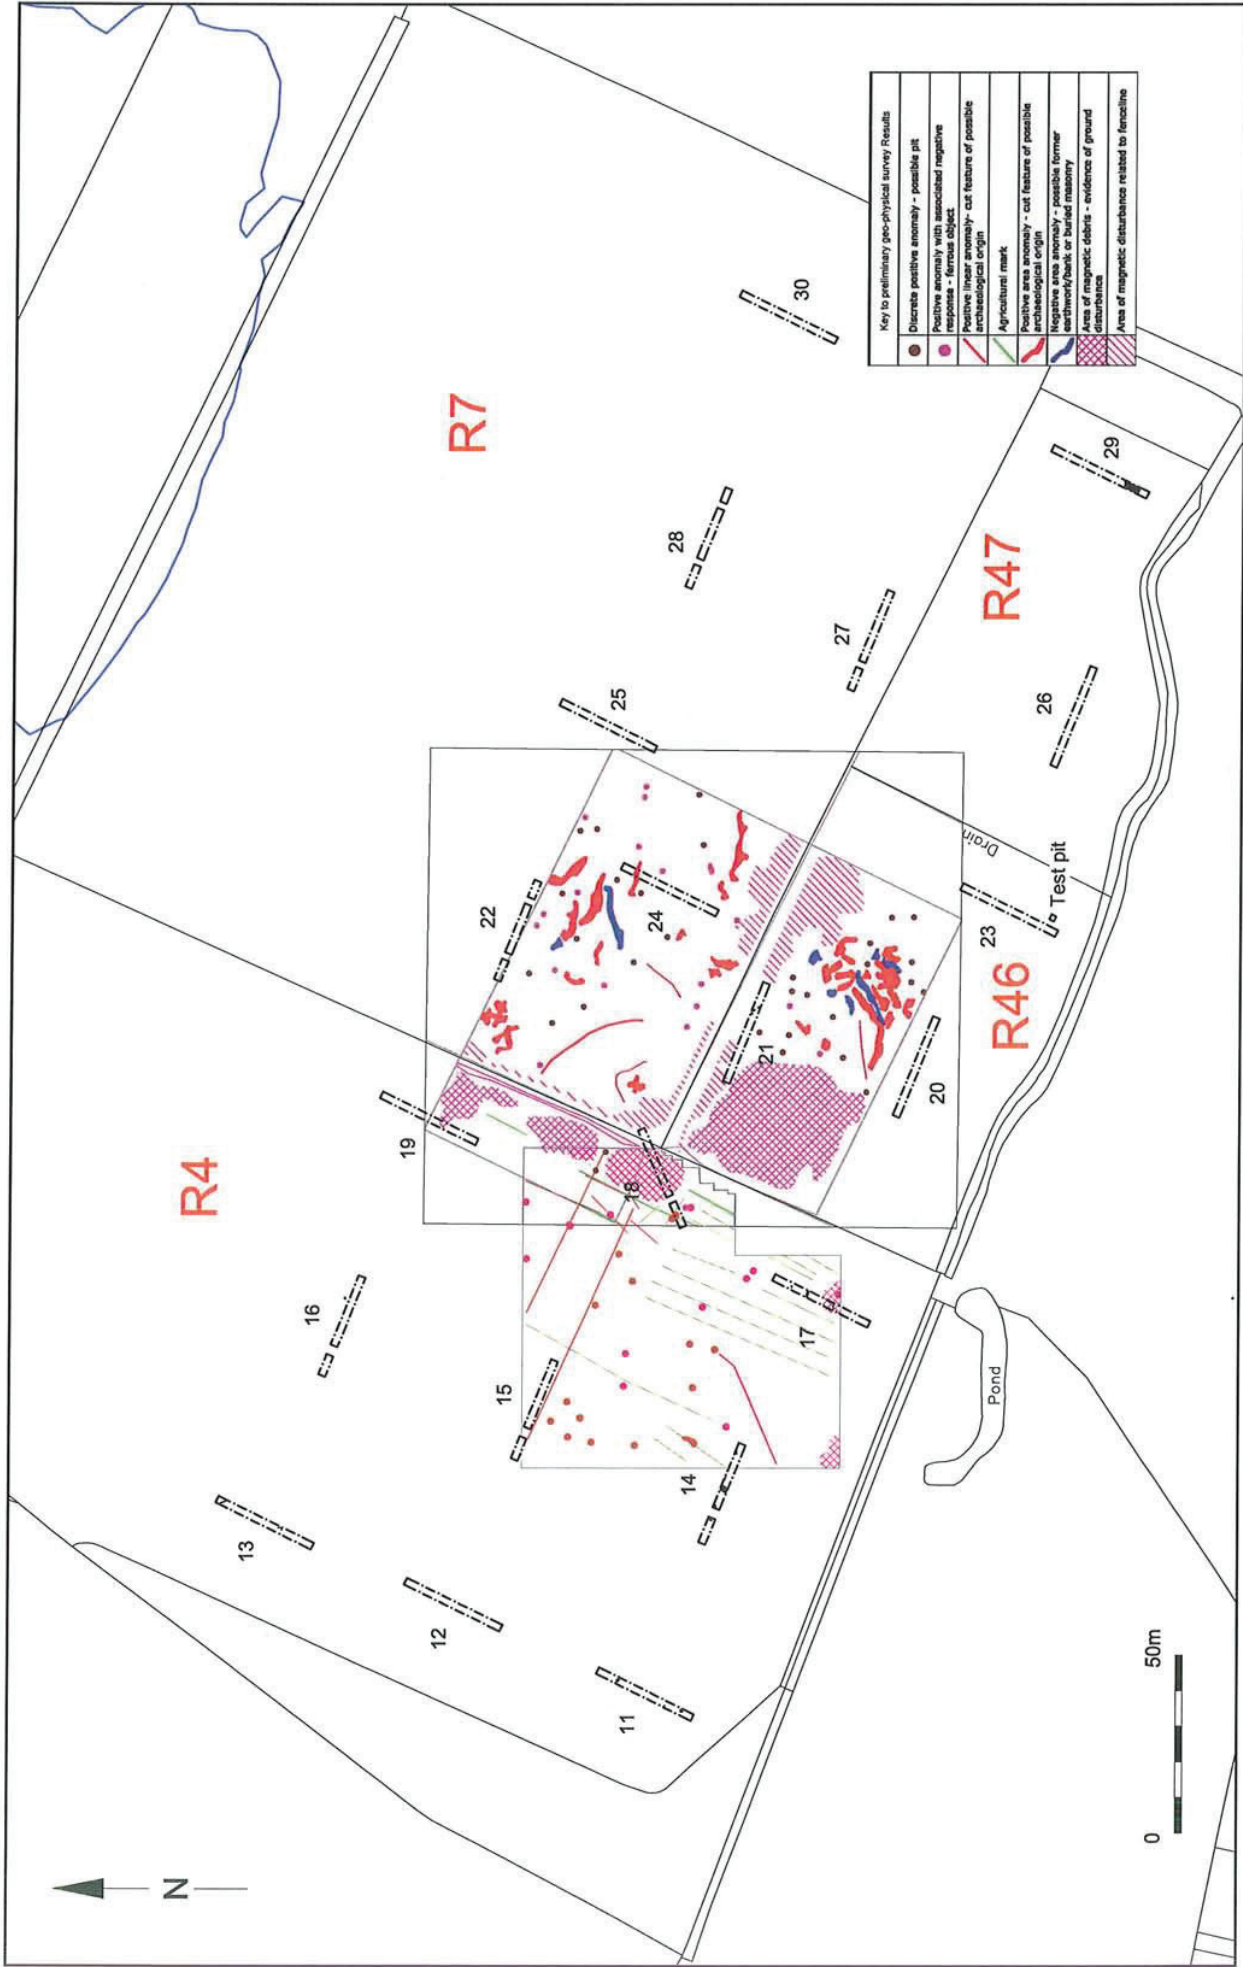 R4
R7
R46
R47
11
12
13
14
15
16
17
18
19
20
21
22
23
24
25
26
27
28
29
30
Drain
Test pit
Pond
N
0
50m
Key to preliminary geo-physical survey Results
Discrete positive anomaly - possible pit
Positive anomaly with associated negative
response - ferrous object
Positive linear anomaly- cut feature of possible
archaeological origin
Agricultural mark
Positive area anomaly - cut feature of possible
archaeological origin
Negative area anomaly - possible former
earthwork/bank or buried masonry
Area of magnetic debris - evidence of ground
disturbance
Area of magnetic disturbance related to fenceline